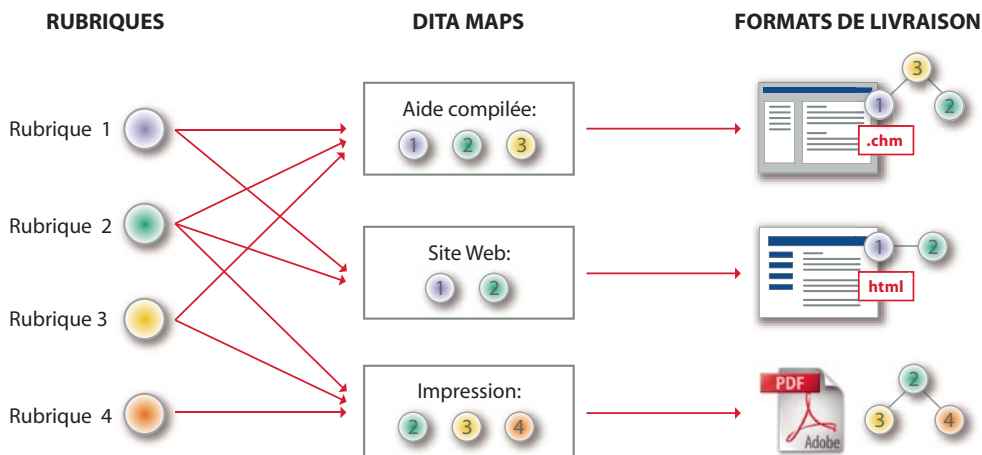 RUBRIQUES
DITA MAPS
FORMATS DE LIVRAISON
Rubrique 1
Rubrique 2
Rubrique 3
Rubrique 4
Aide compilée:
1 2 3
Site Web:
1 2
Impression:
2 3 4
3
1 2
.chm
1 2
html
PDF
Adobe
2
3 4